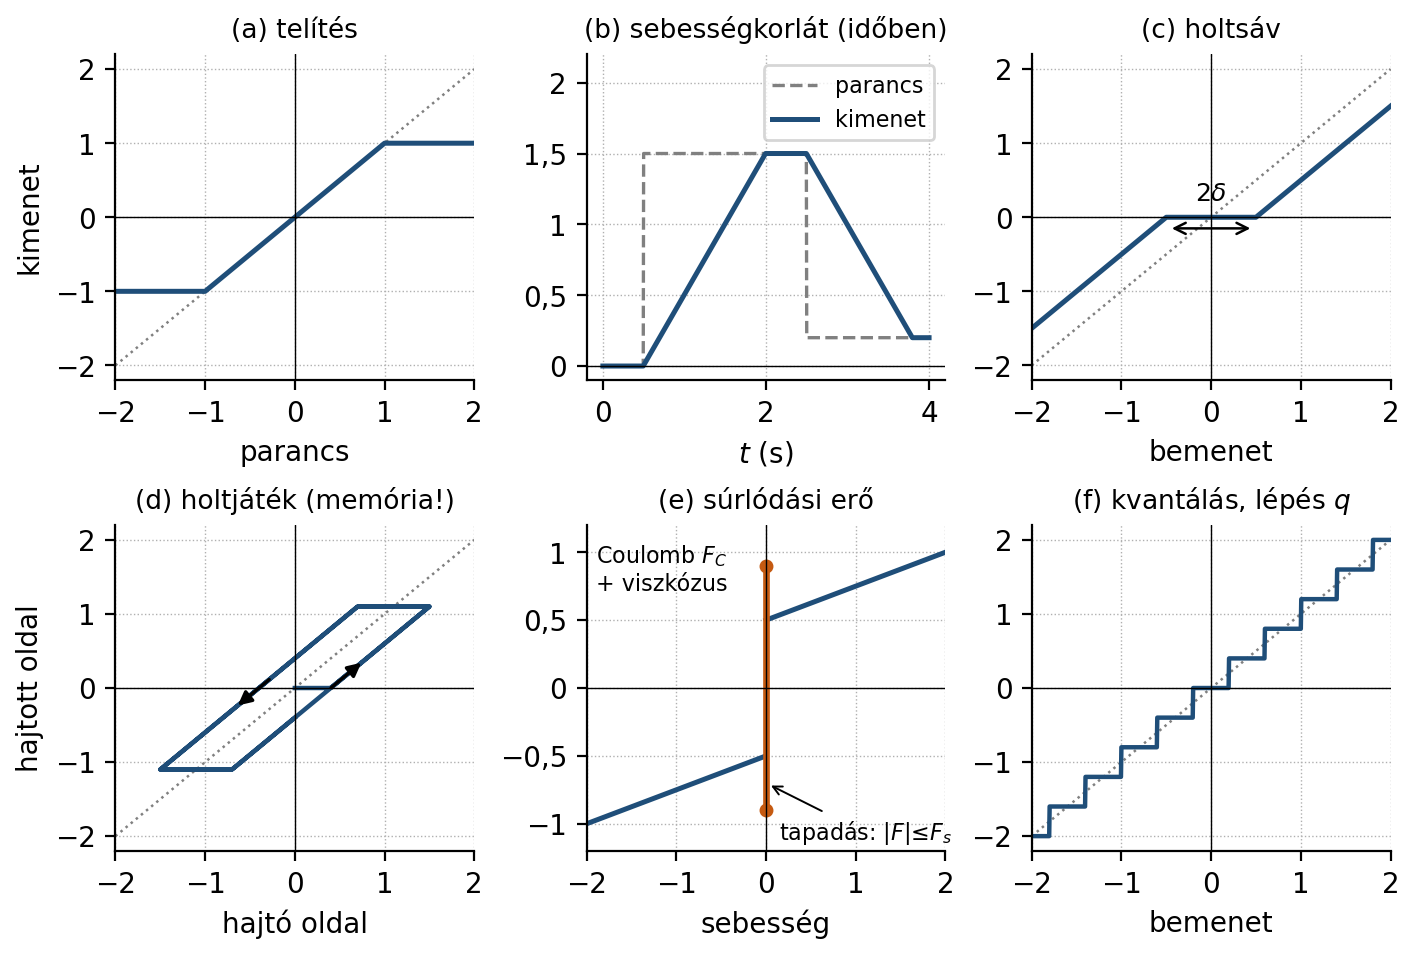 (a) telítés
2
1
0
−1
−2
kimenet
−2 −1 0 1 2
parancs
(b) sebességkorlát (időben)
2
1,5
1
0,5
0
parancs
kimenet
0 2 4
t (s)
(c) holtsáv
2
1
0
−1
−2
2δ
−2 −1 0 1 2
bemenet
(d) holtjáték (memória!)
2
1
0
−1
−2
hajtott oldal
−2 −1 0 1 2
hajtó oldal
(e) súrlódási erő
1
0,5
0
−0,5
−1
Coulomb F_C
+ viszkózus
tapadás: |F|≤F_s
−2 −1 0 1 2
sebesség
(f) kvantálás, lépés q
2
1
0
−1
−2
−2 −1 0 1 2
bemenet